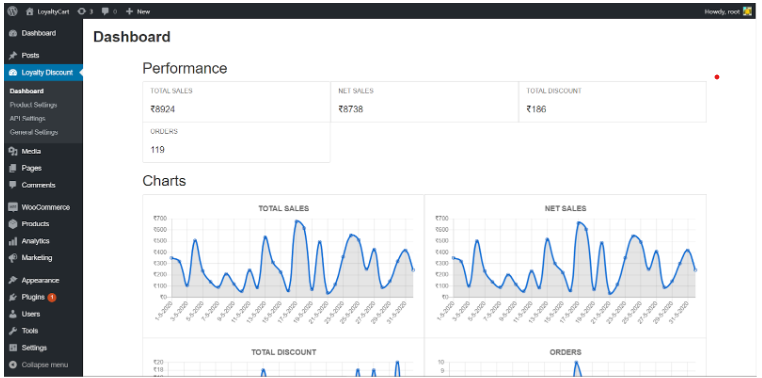 LoyaltyCart 3 0 + New Howdy, root
Dashboard
Posts
Loyalty Discount
Dashboard
Product Settings
API Settings
General Settings
Media
Pages
Comments
WooCommerce
Products
Analytics
Marketing
Appearance
Plugins 1
Users
Tools
Settings
Collapse menu
Dashboard
Performance
TOTAL SALES NET SALES TOTAL DISCOUNT
₹8924 ₹8738 ₹186
ORDERS
119
Charts
TOTAL SALES
₹700
₹600
₹500
₹400
₹300
₹200
₹100
₹0
1-5-2020 3-5-2020 5-5-2020 7-5-2020 9-5-2020 11-5-2020 13-5-2020 15-5-2020 17-5-2020 19-5-2020 21-5-2020 23-5-2020 25-5-2020 27-5-2020 29-5-2020 31-5-2020
NET SALES
₹700
₹600
₹500
₹400
₹300
₹200
₹100
₹0
1-5-2020 3-5-2020 5-5-2020 7-5-2020 9-5-2020 11-5-2020 13-5-2020 15-5-2020 17-5-2020 19-5-2020 21-5-2020 23-5-2020 25-5-2020 27-5-2020 29-5-2020 31-5-2020
TOTAL DISCOUNT
₹20
₹18
ORDERS
10
9